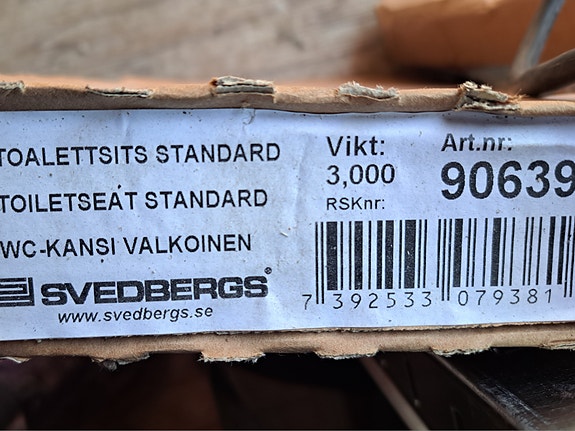 TOALETTSITS STANDARD
TOILETSEAT STANDARD
WC-KANSI VALKOINEN
SVEDBERGS®
www.svedbergs.se
Vikt:
3,000
RSKnr:
Art.nr:
90639
7 392533 079381